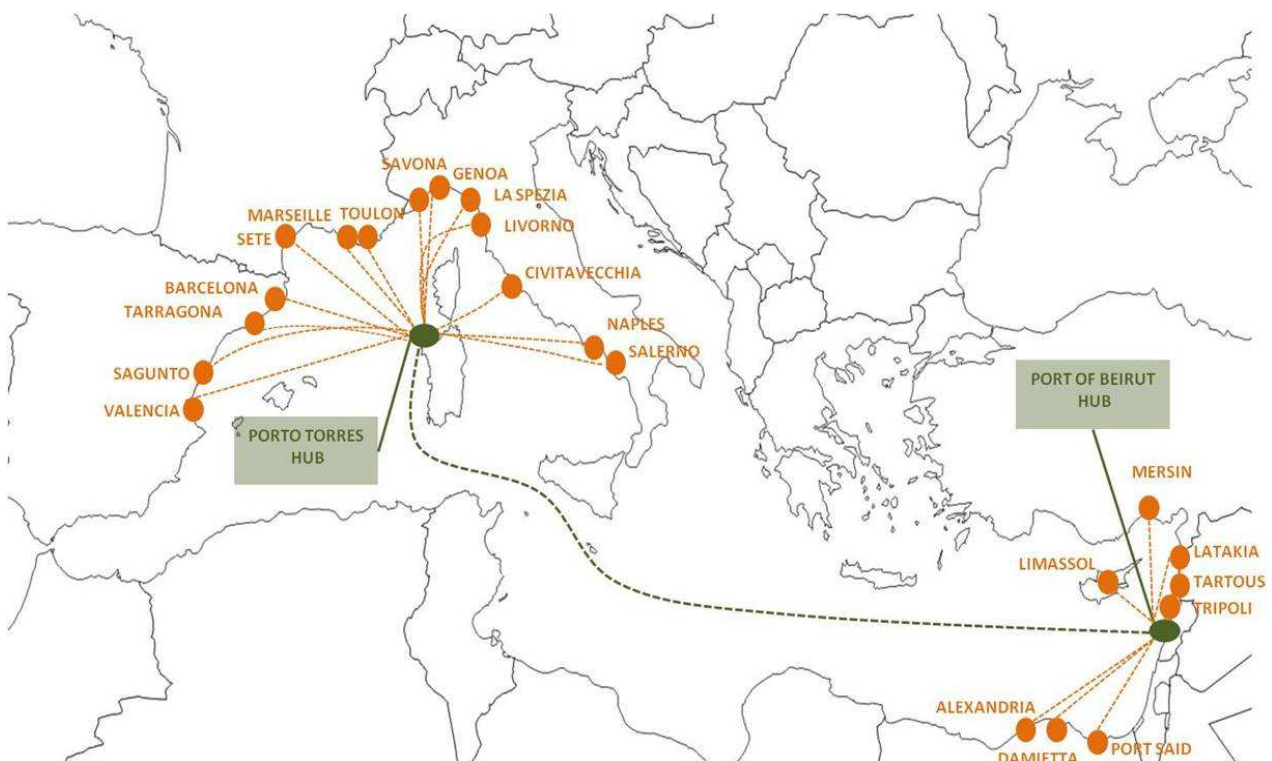 SAVONA
GENOA
LA SPEZIA
MARSEILLE
TOULON
LIVORNO
SETE
CIVITAVECCHIA
BARCELONA
TARRAGONA
NAPLES
SALERNO
SAGUNTO
VALENCIA
PORTO TORRES
HUB
PORT OF BEIRUT
HUB
MERSIN
LATAKIA
LIMASSOL
TARTOUS
TRIPOLI
ALEXANDRIA
DAMIETTA
PORT SAID